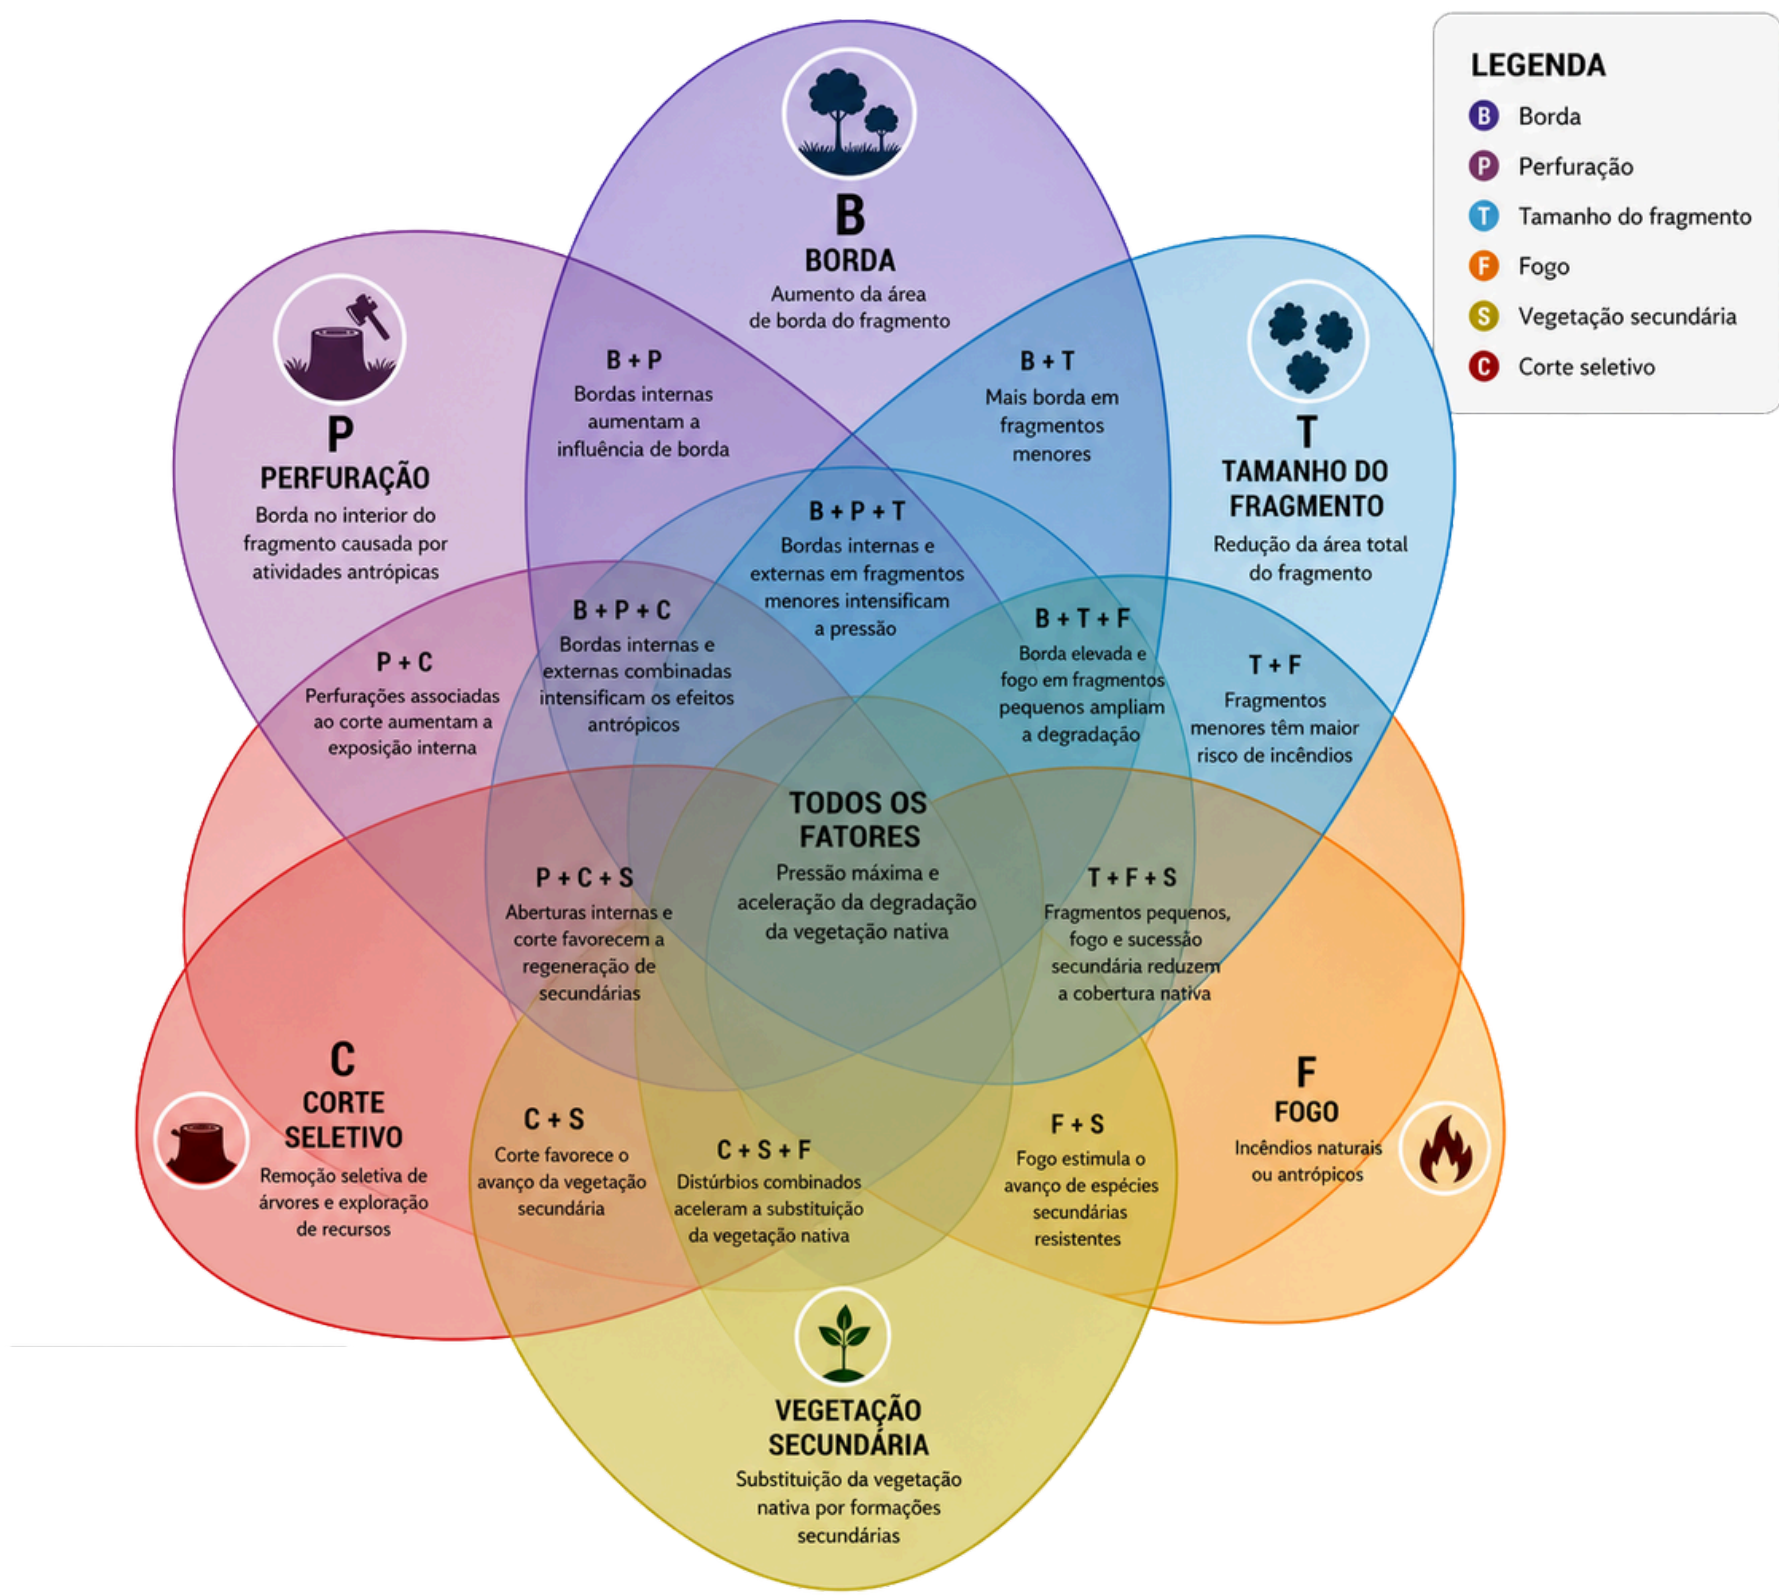 LEGENDA
B Borda
P Perfuração
T Tamanho do fragmento
F Fogo
S Vegetação secundária
C Corte seletivo
B
BORDA
Aumento da área
de borda do fragmento
P
PERFURAÇÃO
Borda no interior do
fragmento causada por
atividades antrópicas
B + P
Bordas internas
aumentam a
influência de borda
B + T
Mais borda em
fragmentos
menores
T
TAMANHO DO
FRAGMENTO
Redução da área total
do fragmento
B + P + T
Bordas internas e
externas em fragmentos
menores intensificam
a pressão
P + C
Perfurações associadas
ao corte aumentam a
exposição interna
B + P + C
Bordas internas e
externas combinadas
intensificam os efeitos
antrópicos
B + T + F
Borda elevada e
fogo em fragmentos
pequenos ampliam
a degradação
T + F
Fragmentos
menores têm maior
risco de incêndios
TODOS OS
FATORES
Pressão máxima e
aceleração da degradação
da vegetação nativa
P + C + S
Aberturas internas e
corte favorecem a
regeneração de
secundárias
T + F + S
Fragmentos pequenos,
fogo e sucessão
secundária reduzem
a cobertura nativa
C
CORTE
SELETIVO
Remoção seletiva de
árvores e exploração
de recursos
C + S
Corte favorece o
avanço da vegetação
secundária
C + S + F
Distúrbios combinados
aceleram a substituição
da vegetação nativa
F + S
Fogo estimula o
avanço de espécies
secundárias
resistentes
F
FOGO
Incêndios naturais
ou antrópicos
VEGETAÇÃO
SECUNDÁRIA
Substituição da vegetação
nativa por formações
secundárias